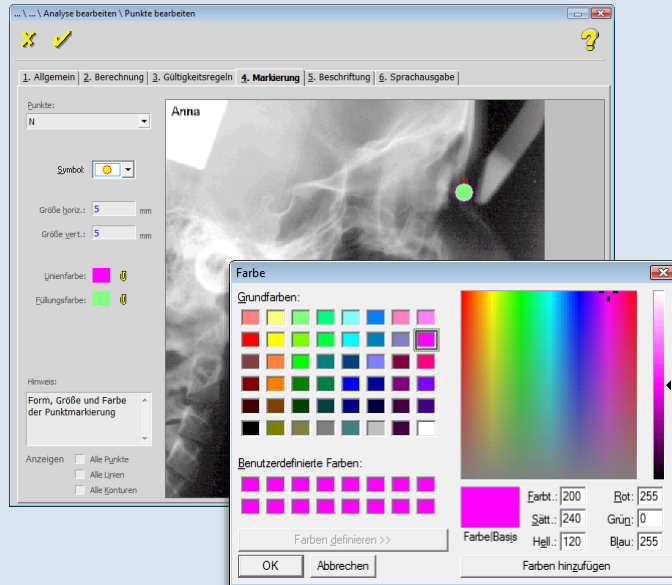 ... \ ... \ Analyse bearbeiten \ Punkte bearbeiten
1. Allgemein 2. Berechnung 3. Gültigkeitsregeln 4. Markierung 5. Beschriftung 6. Sprachausgabe
Punkte:
N
Symbol:
Größe horiz.: 5 mm
Größe vert.: 5 mm
Linienfarbe:
Füllungsfarbe:
Hinweis:
Form, Größe und Farbe
der Punktmarkierung
Anzeigen Alle Punkte
Alle Linien
Alle Konturen
Anna
N
Farbe
Grundfarben:
Benutzerdefinierte Farben:
Farben definieren >>
OK Abbrechen
Farbe|Basis
Farbt.: 200 Rot: 255
Sätt.: 240 Grün: 0
Hell.: 120 Blau: 255
Farben hinzufügen